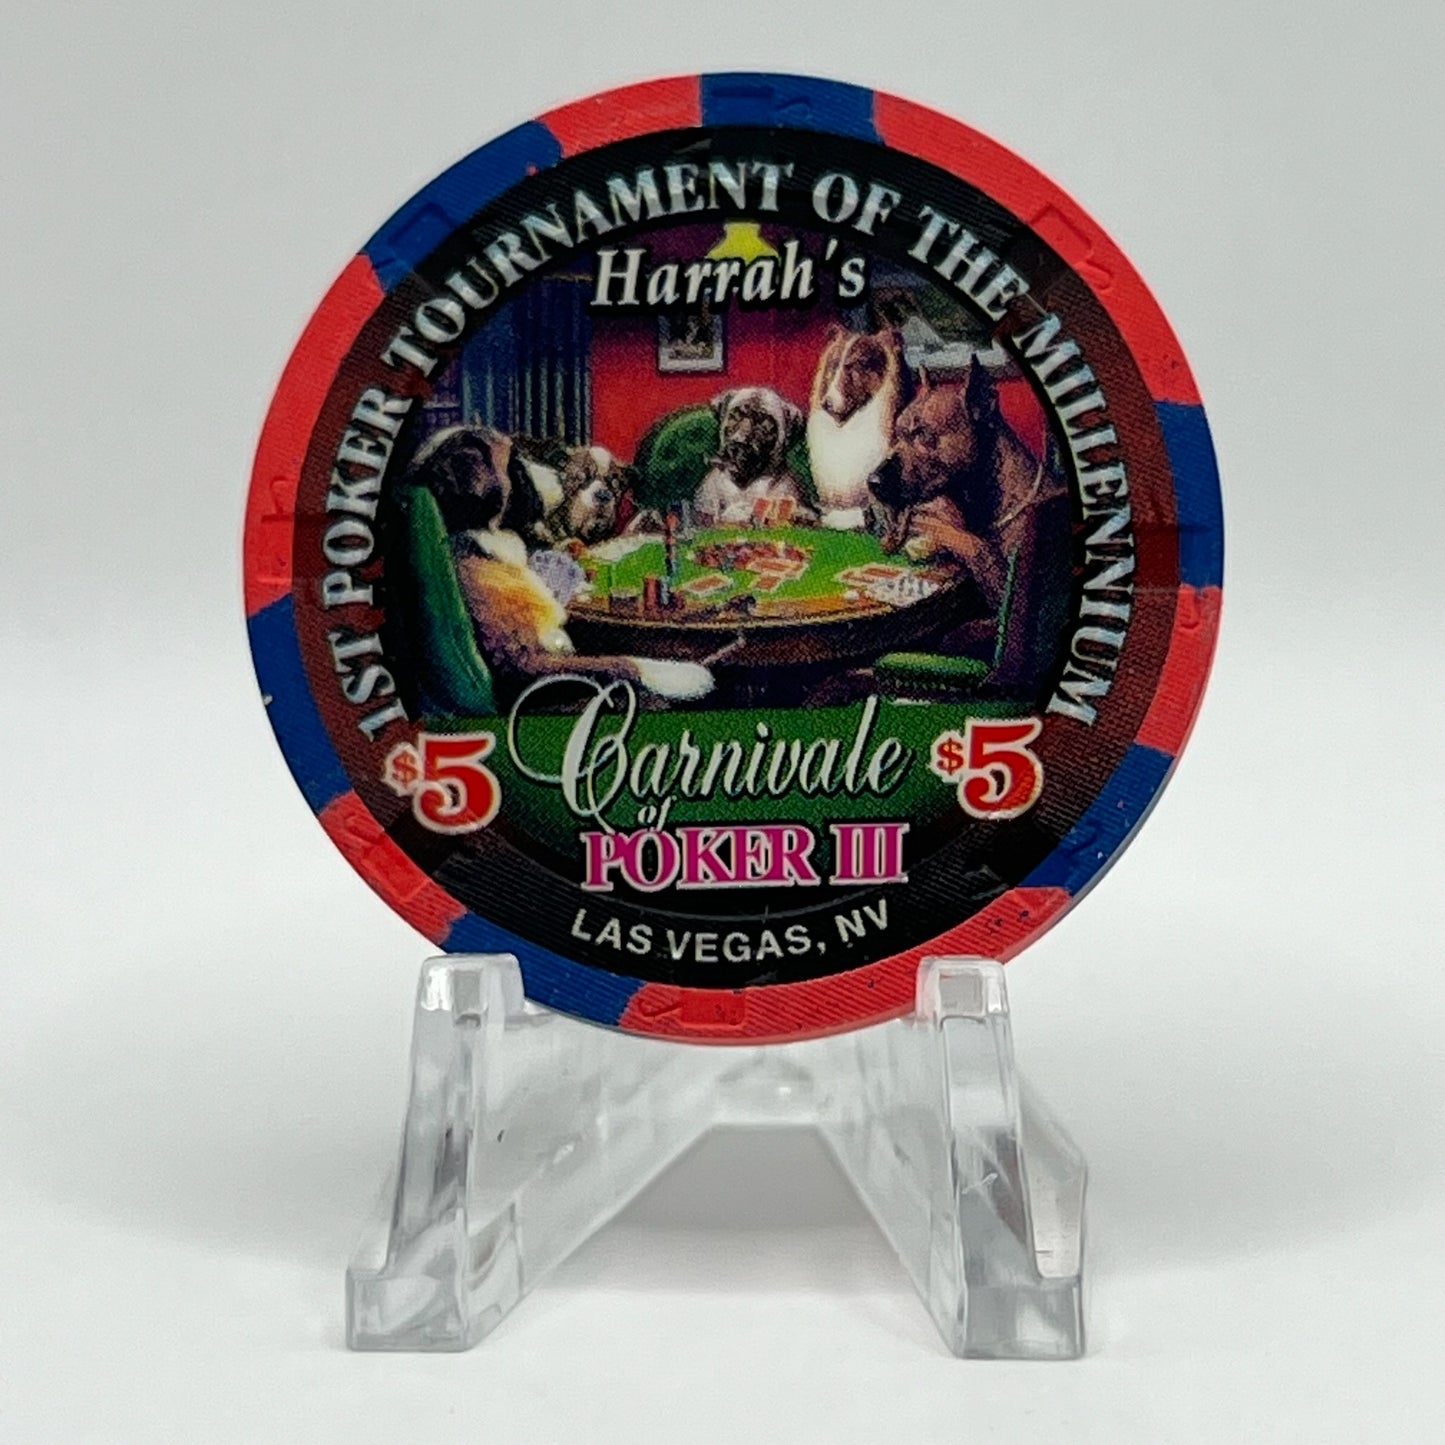 1ST POKER TOURNAMENT OF THE MILLENNIUM
Harrah's
$5
Carnivale
$5
of
POKER III
LAS VEGAS, NV